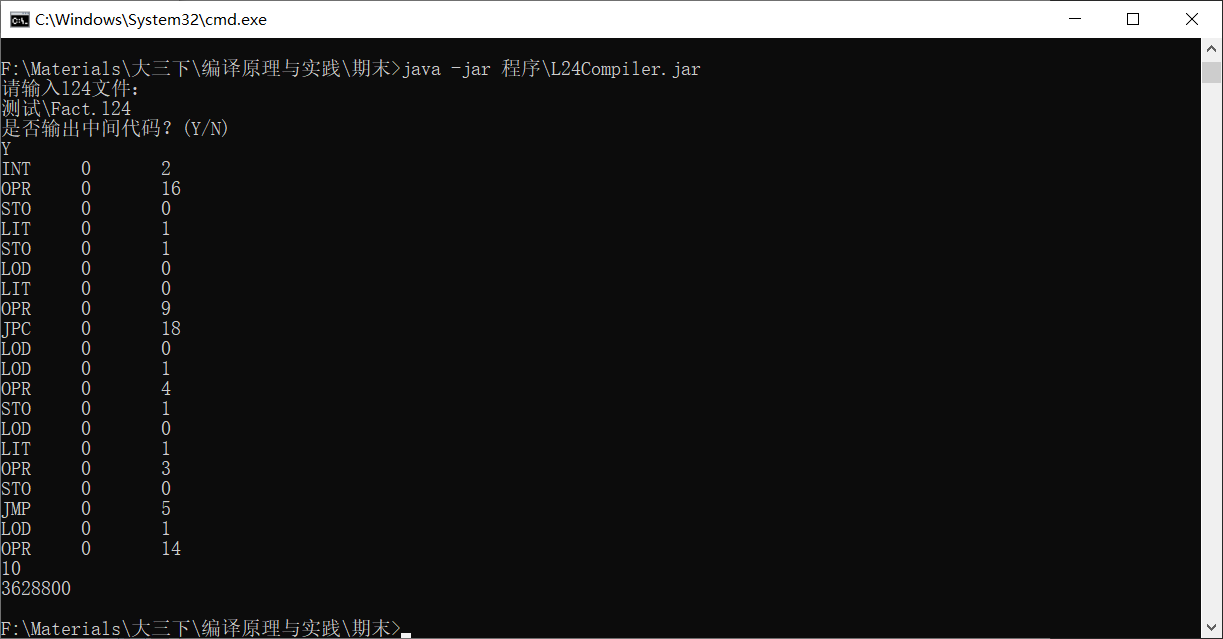 C:\Windows\System32\cmd.exe
F:\Materials\大三下\编译原理与实践\期末>java -jar 程序\L24Compiler.jar
请输入l24文件：
测试\Fact.l24
是否输出中间代码？(Y/N)
Y
INT 0 2
OPR 0 16
STO 0 0
LIT 0 1
STO 0 1
LOD 0 0
LIT 0 0
OPR 0 9
JPC 0 18
LOD 0 0
LOD 0 1
OPR 0 4
STO 0 1
LOD 0 0
LIT 0 1
OPR 0 3
STO 0 0
JMP 0 5
LOD 0 1
OPR 0 14
10
3628800
F:\Materials\大三下\编译原理与实践\期末>